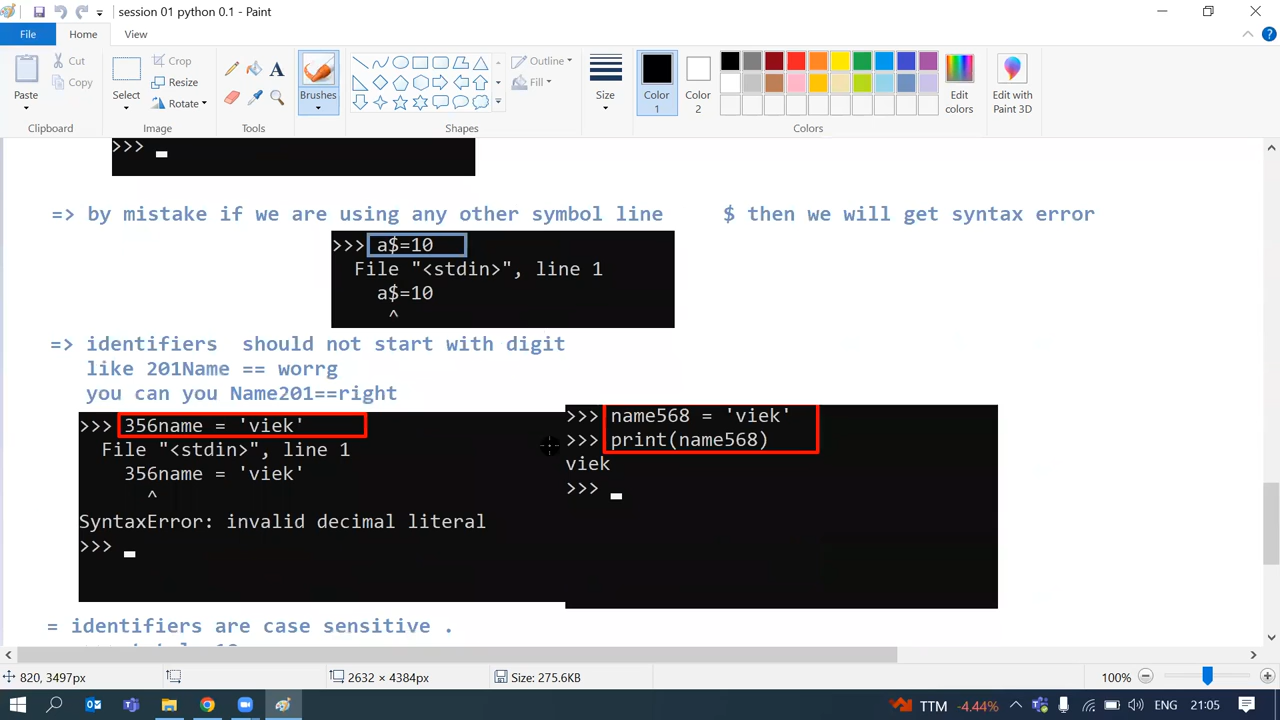 session 01 python 0.1 - Paint
File Home View
Paste Cut Copy Clipboard
Select Crop Resize Rotate Image
Tools
Brushes
Outline Fill Shapes
Size
Color 1 Color 2 Edit colors Colors
Edit with Paint 3D
>>>
=> by mistake if we are using any other symbol line $ then we will get syntax error
>>> a$=10
File "<stdin>", line 1
a$=10
^
=> identifiers should not start with digit
like 201Name == worrg
you can you Name201==right
>>> 356name = 'viek'
File "<stdin>", line 1
356name = 'viek'
^
SyntaxError: invalid decimal literal
>>>
>>> name568 = 'viek'
>>> print(name568)
viek
>>>
= identifiers are case sensitive .
820, 3497px 2632 × 4384px Size: 275.6KB 100%
TTM -4.44% ENG 21:05